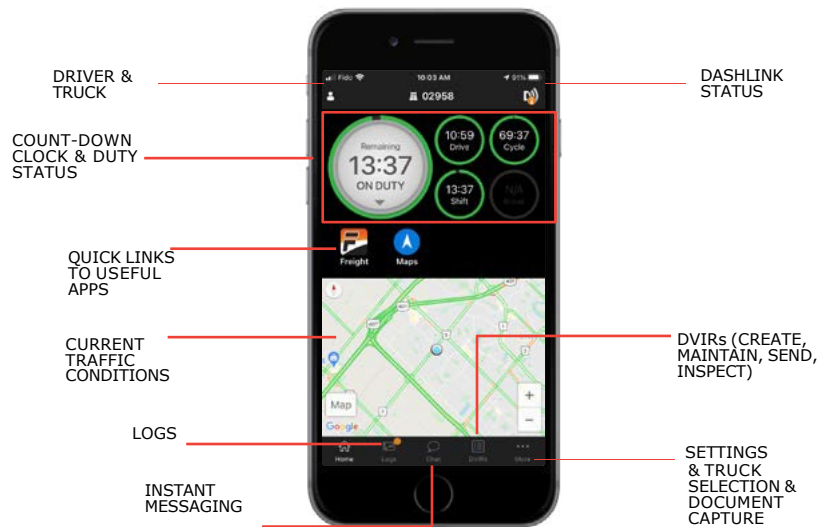 DRIVER &
TRUCK
DASHLINK
STATUS
COUNT-DOWN
CLOCK & DUTY
STATUS
QUICK LINKS
TO USEFUL
APPS
CURRENT
TRAFFIC
CONDITIONS
LOGS
INSTANT
MESSAGING
DVIRs (CREATE,
MAINTAIN, SEND,
INSPECT)
SETTINGS
& TRUCK
SELECTION &
DOCUMENT
CAPTURE
Fido 10:03 AM 91%
02958
Remaining
13:37
ON DUTY
10:59
Drive
69:37
Cycle
13:37
Shift
N/A
Break
Freight Maps
Map
Google
Home Logs Chat DVIRs More